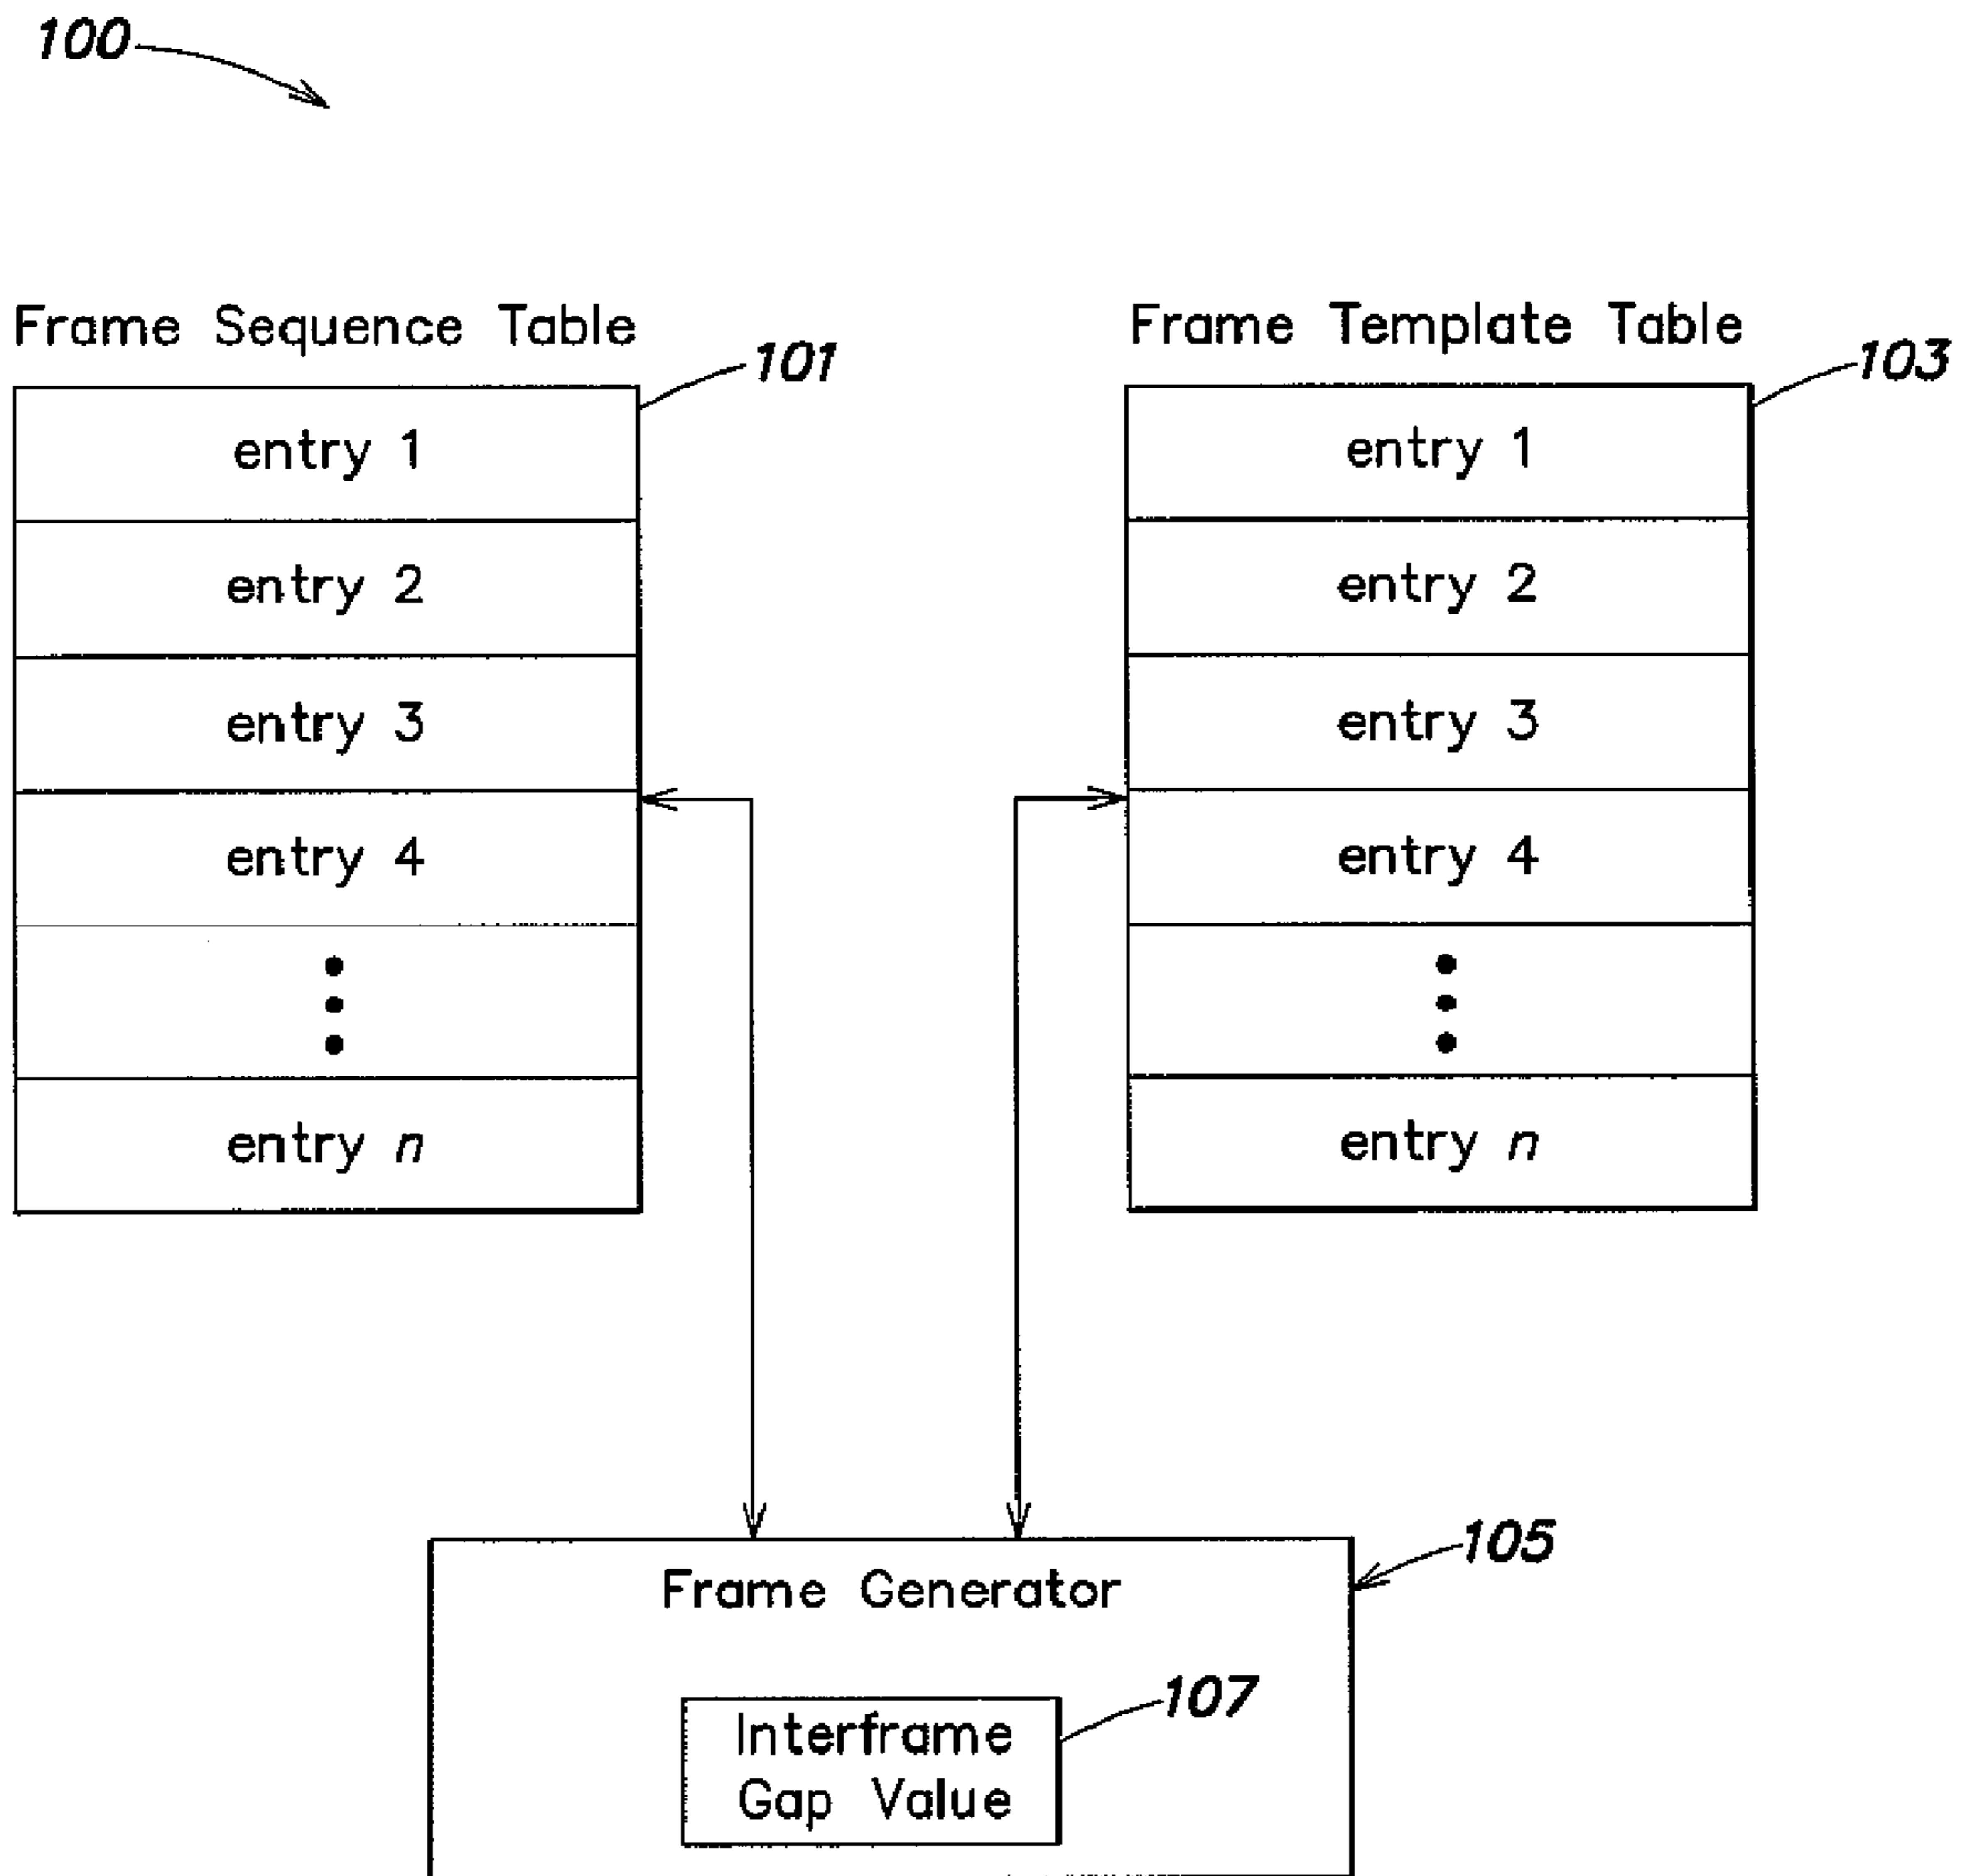 100
Frame Sequence Table
101
entry 1
entry 2
entry 3
entry 4
entry n
Frame Template Table
103
entry 1
entry 2
entry 3
entry 4
entry n
105
Frame Generator
107
Interframe
Gap Value